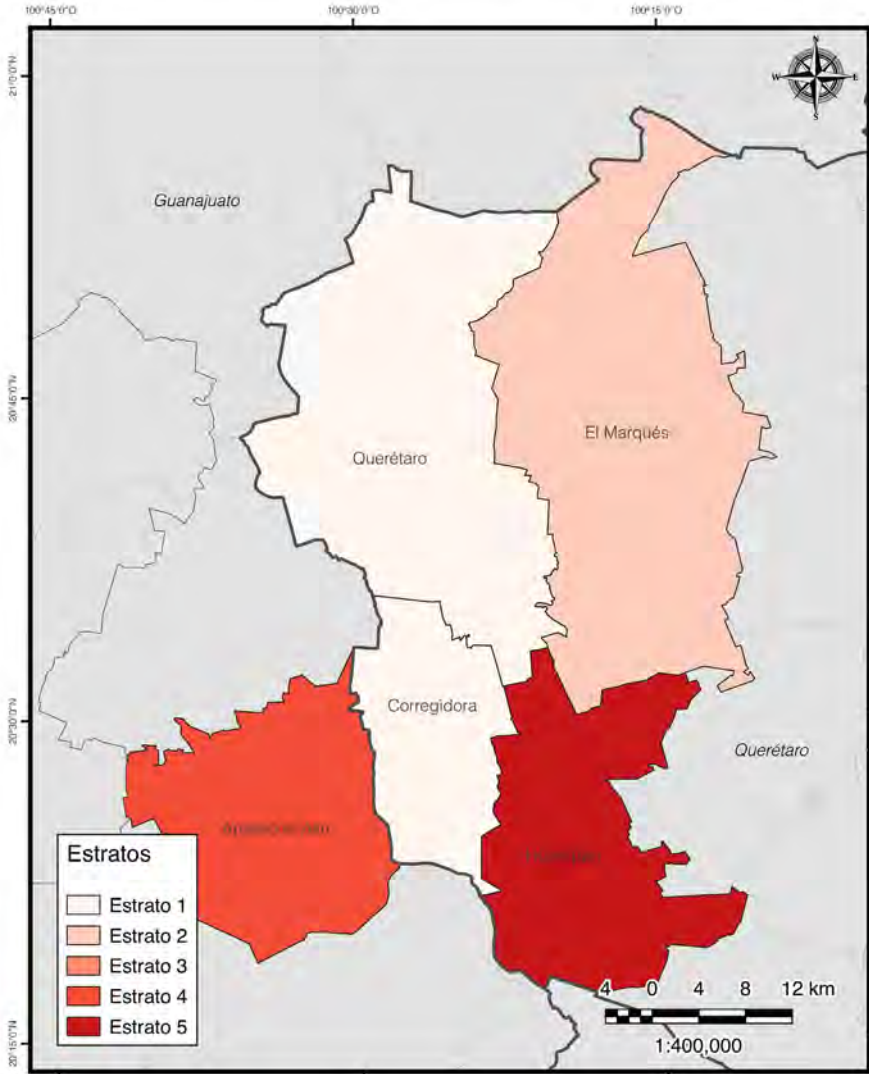 100°45'0"O
100°30'0"O
100°15'0"O
N
W
E
S
21°0'0"N
Guanajuato
20°45'0"N
El Marqués
Querétaro
Corregidora
20°30'0"N
Querétaro
Estratos
Estrato 1
Estrato 2
Estrato 3
Estrato 4
Estrato 5
4 0 4 8 12 km
1:400,000
20°15'0"N